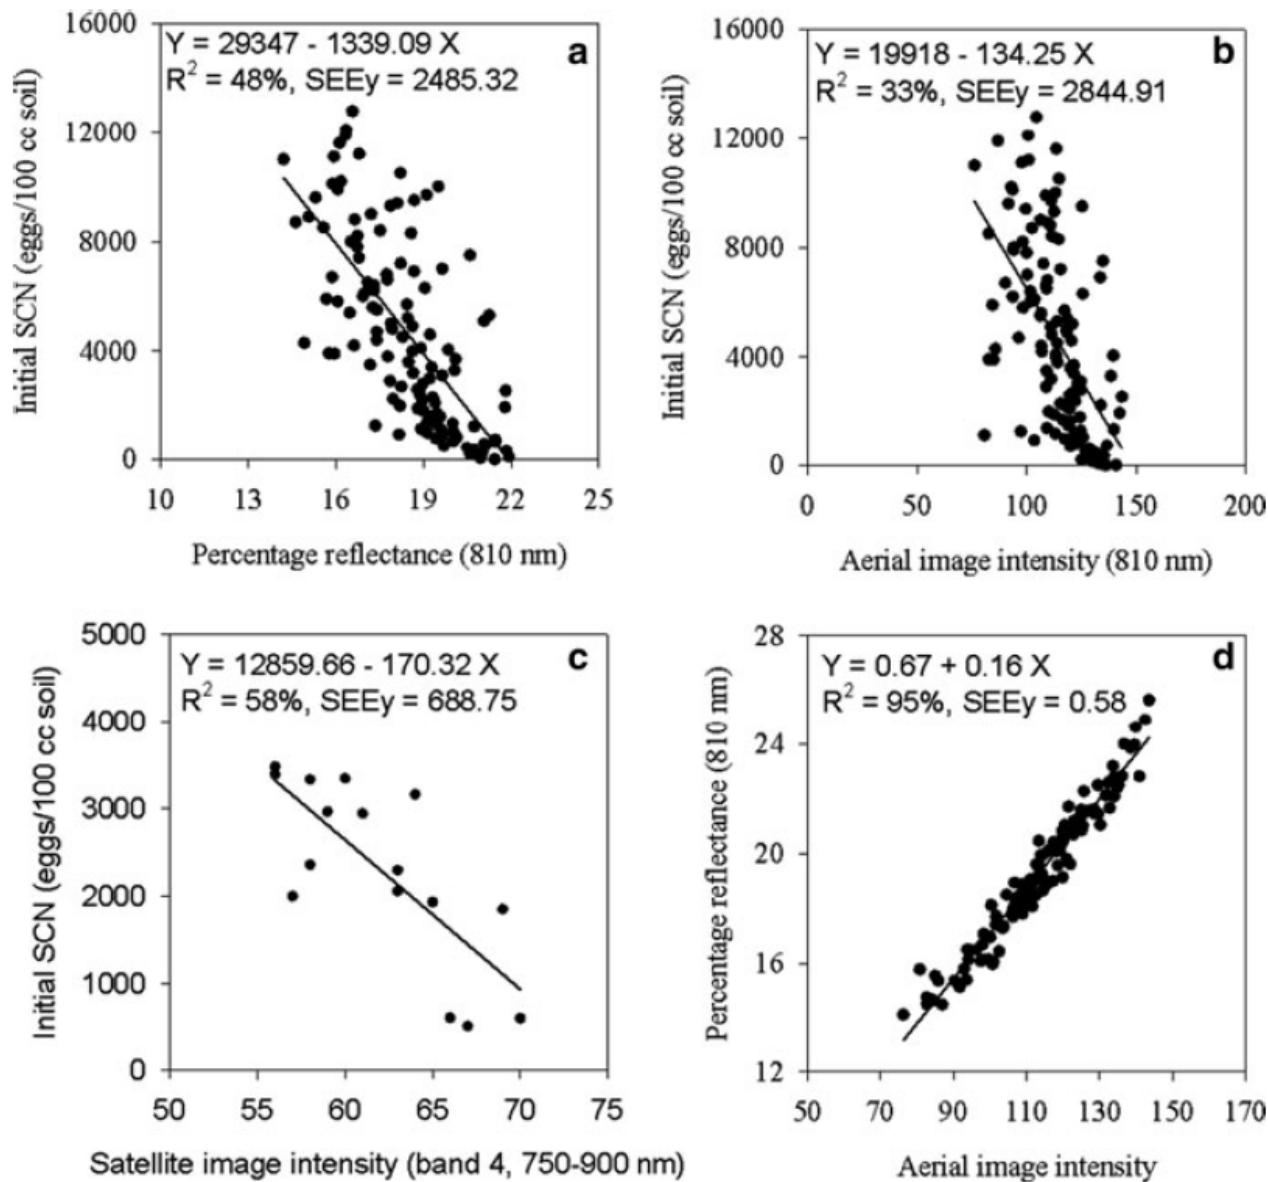 16000
12000
8000
4000
0
Initial SCN (eggs/100 cc soil)
Y = 29347 - 1339.09 X
R² = 48%, SEEy = 2485.32
a
10 13 16 19 22 25
Percentage reflectance (810 nm)
16000
12000
8000
4000
0
Initial SCN (eggs/100 cc soil)
Y = 19918 - 134.25 X
R² = 33%, SEEy = 2844.91
b
0 50 100 150 200
Aerial image intensity (810 nm)
5000
4000
3000
2000
1000
0
Initial SCN (eggs/100 cc soil)
Y = 12859.66 - 170.32 X
R² = 58%, SEEy = 688.75
c
50 55 60 65 70 75
Satellite image intensity (band 4, 750-900 nm)
28
24
20
16
12
Percentage reflectance (810 nm)
Y = 0.67 + 0.16 X
R² = 95%, SEEy = 0.58
d
50 70 90 110 130 150 170
Aerial image intensity